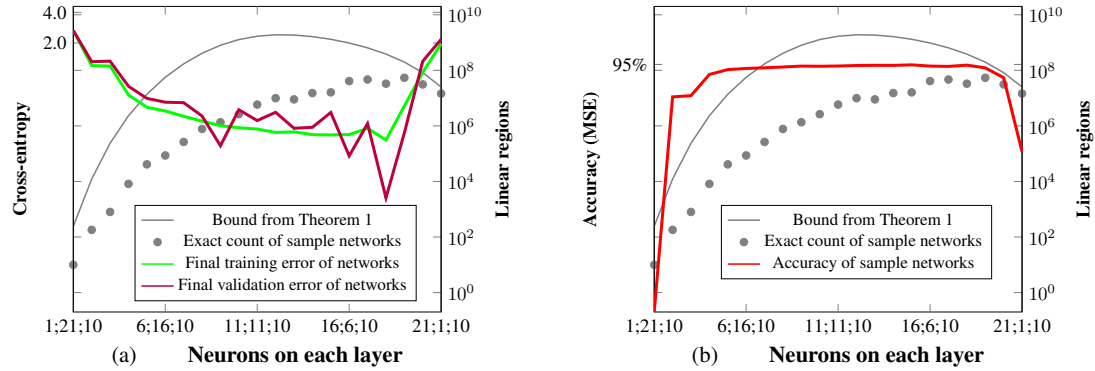 4.0
2.0
Cross-entropy
10^10
10^8
10^6
10^4
10^2
10^0
Linear regions
Bound from Theorem 1
Exact count of sample networks
Final training error of networks
Final validation error of networks
1;21;10 6;16;10 11;11;10 16;6;10 21;1;10
(a) Neurons on each layer
95%
Accuracy (MSE)
10^10
10^8
10^6
10^4
10^2
10^0
Linear regions
Bound from Theorem 1
Exact count of sample networks
Accuracy of sample networks
1;21;10 6;16;10 11;11;10 16;6;10 21;1;10
(b) Neurons on each layer